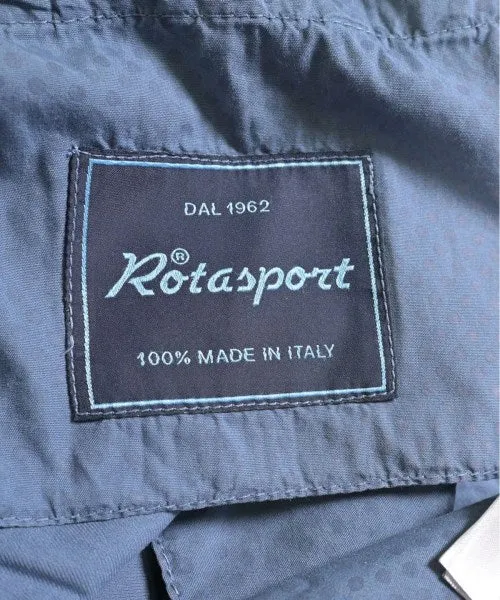 DAL 1962
Rotasport®
100% MADE IN ITALY